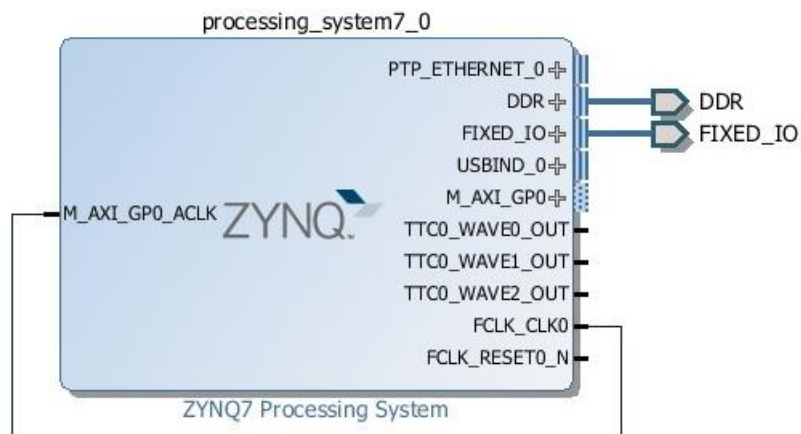 processing_system7_0
PTP_ETHERNET_0
DDR
DDR
FIXED_IO
FIXED_IO
USBIND_0
M_AXI_GP0
M_AXI_GP0_ACLK
ZYNQ
TTC0_WAVE0_OUT
TTC0_WAVE1_OUT
TTC0_WAVE2_OUT
FCLK_CLK0
FCLK_RESET0_N
ZYNQ7 Processing System